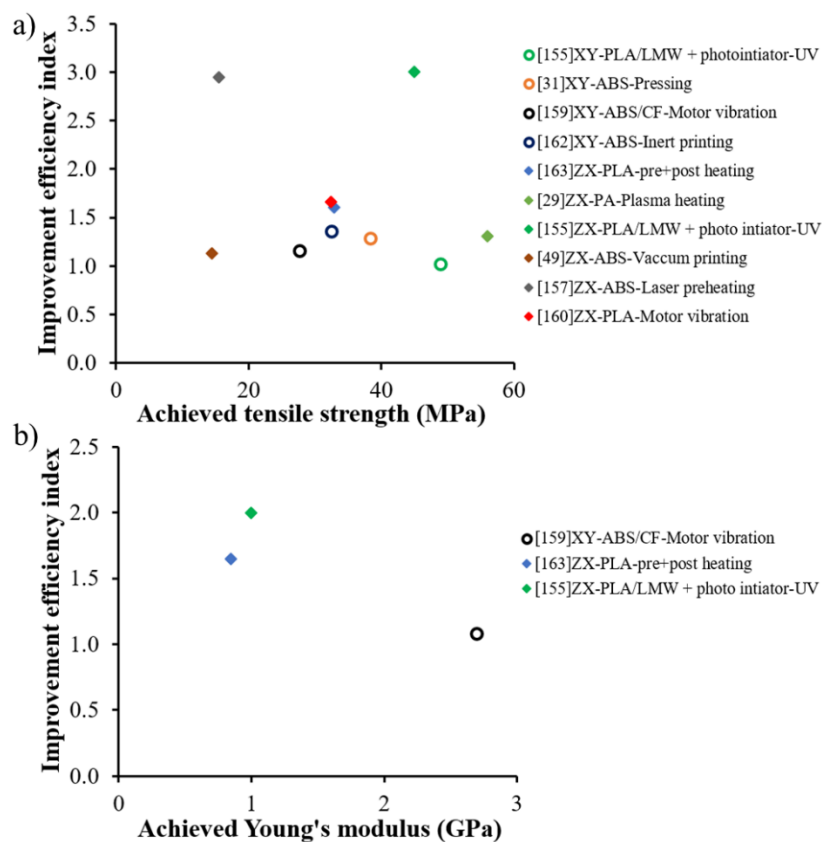 a)
Improvement efficiency index
3.5
3.0
2.5
2.0
1.5
1.0
0.5
0.0
0 20 40 60
Achieved tensile strength (MPa)
[155]XY-PLA/LMW + photointiator-UV
[31]XY-ABS-Pressing
[159]XY-ABS/CF-Motor vibration
[162]XY-ABS-Inert printing
[163]ZX-PLA-pre+post heating
[29]ZX-PA-Plasma heating
[155]ZX-PLA/LMW + photo intiator-UV
[49]ZX-ABS-Vaccum printing
[157]ZX-ABS-Laser preheating
[160]ZX-PLA-Motor vibration
b)
Improvement efficiency index
2.5
2.0
1.5
1.0
0.5
0.0
0 1 2 3
Achieved Young's modulus (GPa)
[159]XY-ABS/CF-Motor vibration
[163]ZX-PLA-pre+post heating
[155]ZX-PLA/LMW + photo intiator-UV